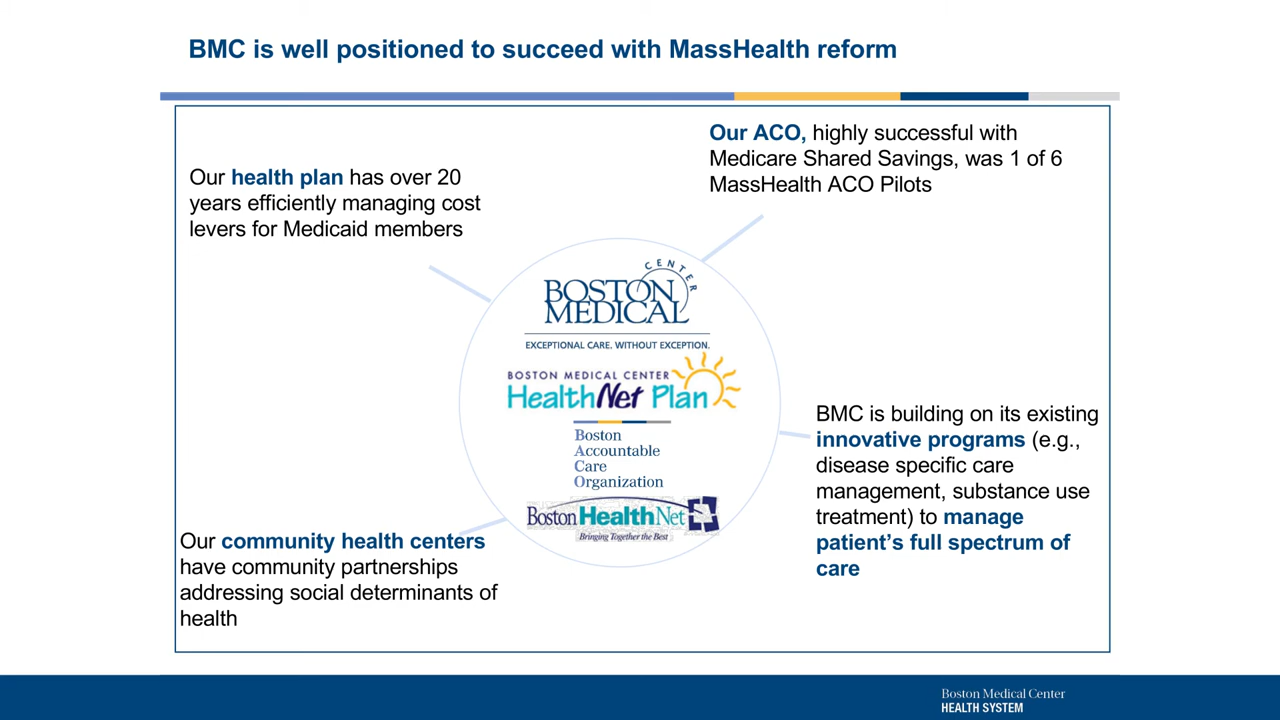 BMC is well positioned to succeed with MassHealth reform
Our health plan has over 20
years efficiently managing cost
levers for Medicaid members
Our ACO, highly successful with
Medicare Shared Savings, was 1 of 6
MassHealth ACO Pilots
BOSTON
MEDICAL
CENTER
EXCEPTIONAL CARE. WITHOUT EXCEPTION.
BOSTON MEDICAL CENTER
HealthNet Plan
Boston
Accountable
Care
Organization
Boston HealthNet
Bringing Together the Best
BMC is building on its existing
innovative programs (e.g.,
disease specific care
management, substance use
treatment) to manage
patient’s full spectrum of
care
Our community health centers
have community partnerships
addressing social determinants of
health
Boston Medical Center
HEALTH SYSTEM